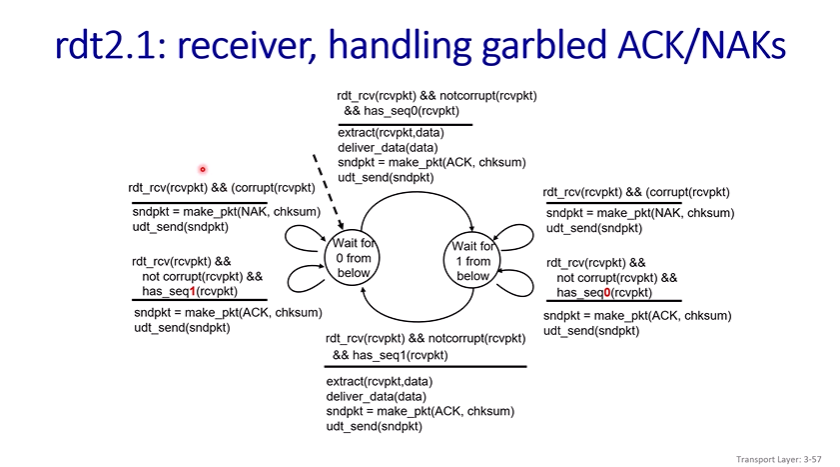 rdt2.1: receiver, handling garbled ACK/NAKs
rdt_rcv(rcvpkt) && notcorrupt(rcvpkt)
&& has_seq0(rcvpkt)
extract(rcvpkt,data)
deliver_data(data)
sndpkt = make_pkt(ACK, chksum)
udt_send(sndpkt)
rdt_rcv(rcvpkt) && (corrupt(rcvpkt)
sndpkt = make_pkt(NAK, chksum)
udt_send(sndpkt)
rdt_rcv(rcvpkt) &&
not corrupt(rcvpkt) &&
has_seq1(rcvpkt)
sndpkt = make_pkt(ACK, chksum)
udt_send(sndpkt)
Wait for
0 from
below
Wait for
1 from
below
rdt_rcv(rcvpkt) && (corrupt(rcvpkt)
sndpkt = make_pkt(NAK, chksum)
udt_send(sndpkt)
rdt_rcv(rcvpkt) &&
not corrupt(rcvpkt) &&
has_seq0(rcvpkt)
sndpkt = make_pkt(ACK, chksum)
udt_send(sndpkt)
rdt_rcv(rcvpkt) && notcorrupt(rcvpkt)
&& has_seq1(rcvpkt)
extract(rcvpkt,data)
deliver_data(data)
sndpkt = make_pkt(ACK, chksum)
udt_send(sndpkt)
Transport Layer: 3-57